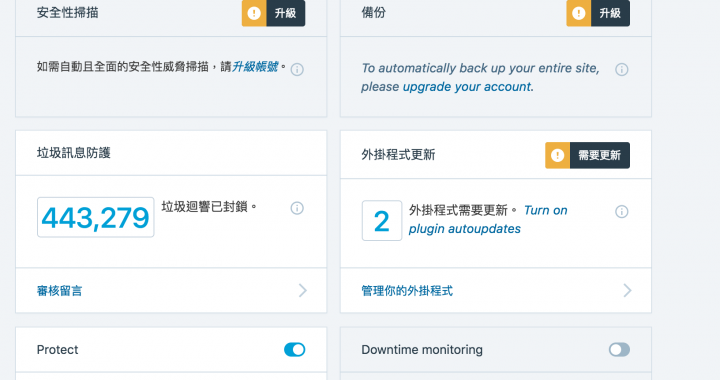 安全性掃描
升級
備份
升級
如需自動且全面的安全性威脅掃描，請升級帳號。
To automatically back up your entire site,
please upgrade your account.
垃圾訊息防護
外掛程式更新
需要更新
443,279
垃圾迴響已封鎖。
2
外掛程式需要更新。 Turn on
plugin autoupdates
審核留言
管理你的外掛程式
Protect
Downtime monitoring